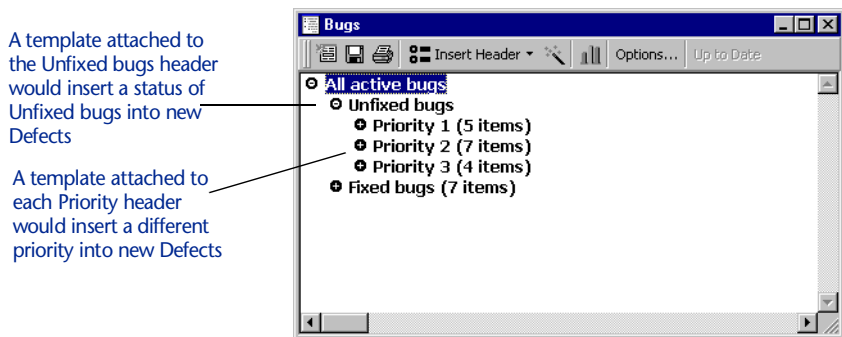 A template attached to
the Unfixed bugs header
would insert a status of
Unfixed bugs into new
Defects
A template attached to
each Priority header
would insert a different
priority into new Defects
Bugs
Insert Header
Options...
Up to Date
All active bugs
Unfixed bugs
Priority 1 (5 items)
Priority 2 (7 items)
Priority 3 (4 items)
Fixed bugs (7 items)